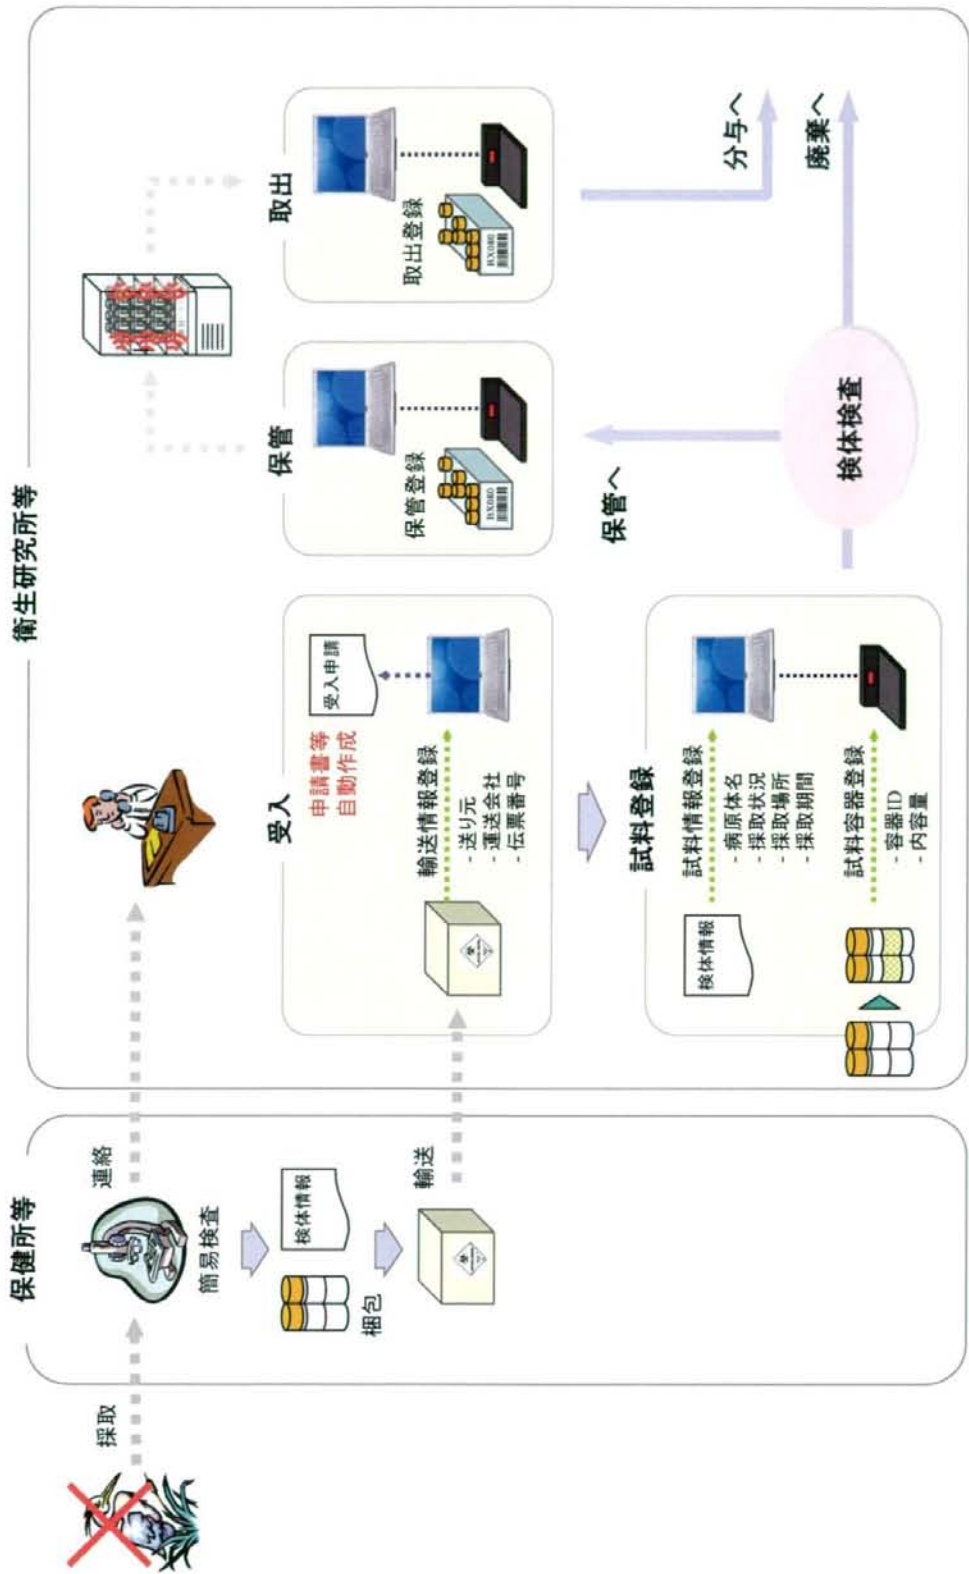 保健所等
衛生研究所等
採取
連絡
簡易検査
検体情報
梱包
輸送
受入
申請書等
自動作成
受入申請
輸送情報登録
- 送り元
- 運送会社
- 伝票番号
試料登録
検体情報
試料情報登録
- 病原体名
- 採取状況
- 採取場所
- 採取期間
試料容器登録
- 容器ID
- 内容量
保管
保管登録
BX080
取出
取出登録
BX080
保管へ
検体検査
分与へ
廃棄へ